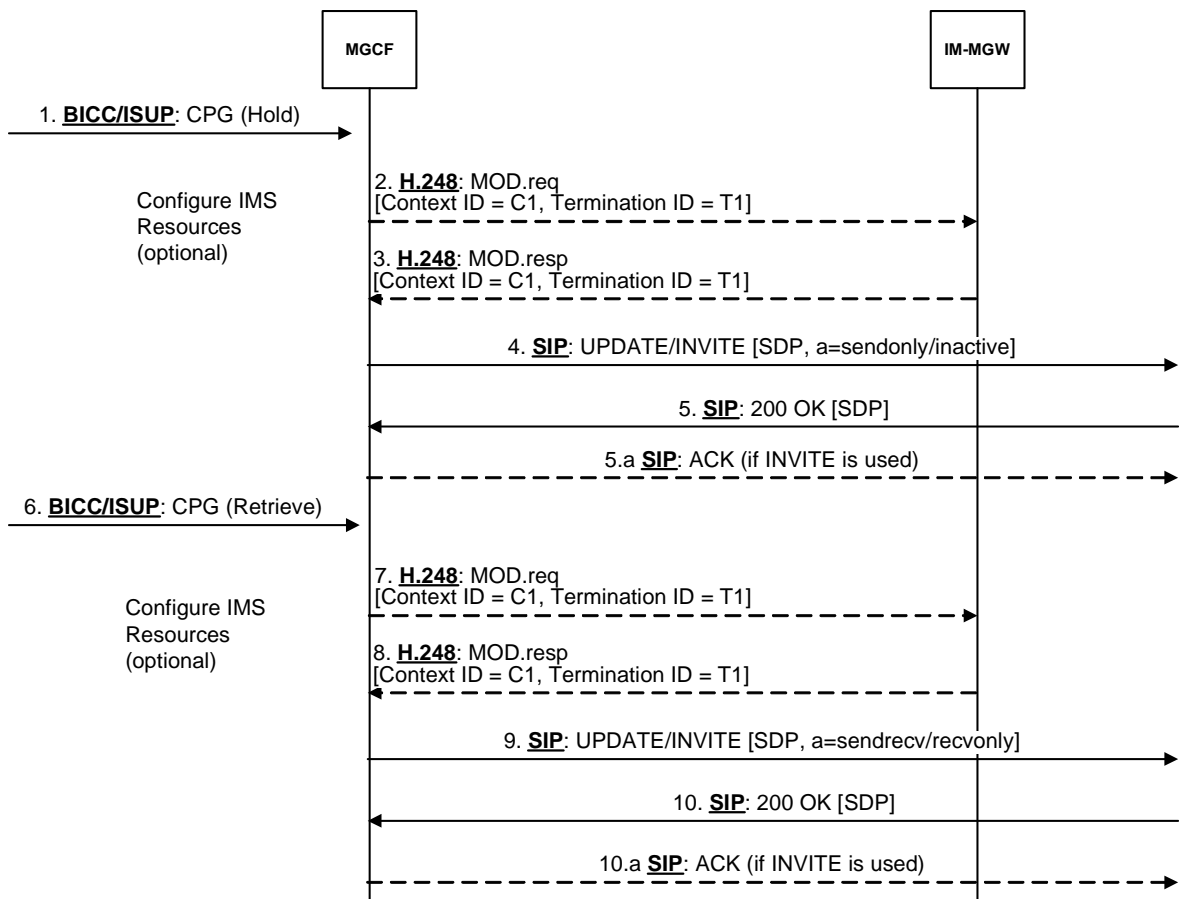 MGCF
IM-MGW
1. BICC/ISUP: CPG (Hold)
Configure IMS
Resources
(optional)
2. H.248: MOD.req
[Context ID = C1, Termination ID = T1]
3. H.248: MOD.resp
[Context ID = C1, Termination ID = T1]
4. SIP: UPDATE/INVITE [SDP, a=sendonly/inactive]
5. SIP: 200 OK [SDP]
5.a SIP: ACK (if INVITE is used)
6. BICC/ISUP: CPG (Retrieve)
7. H.248: MOD.req
[Context ID = C1, Termination ID = T1]
Configure IMS
Resources
(optional)
8. H.248: MOD.resp
[Context ID = C1, Termination ID = T1]
9. SIP: UPDATE/INVITE [SDP, a=sendrecv/recvonly]
10. SIP: 200 OK [SDP]
10.a SIP: ACK (if INVITE is used)